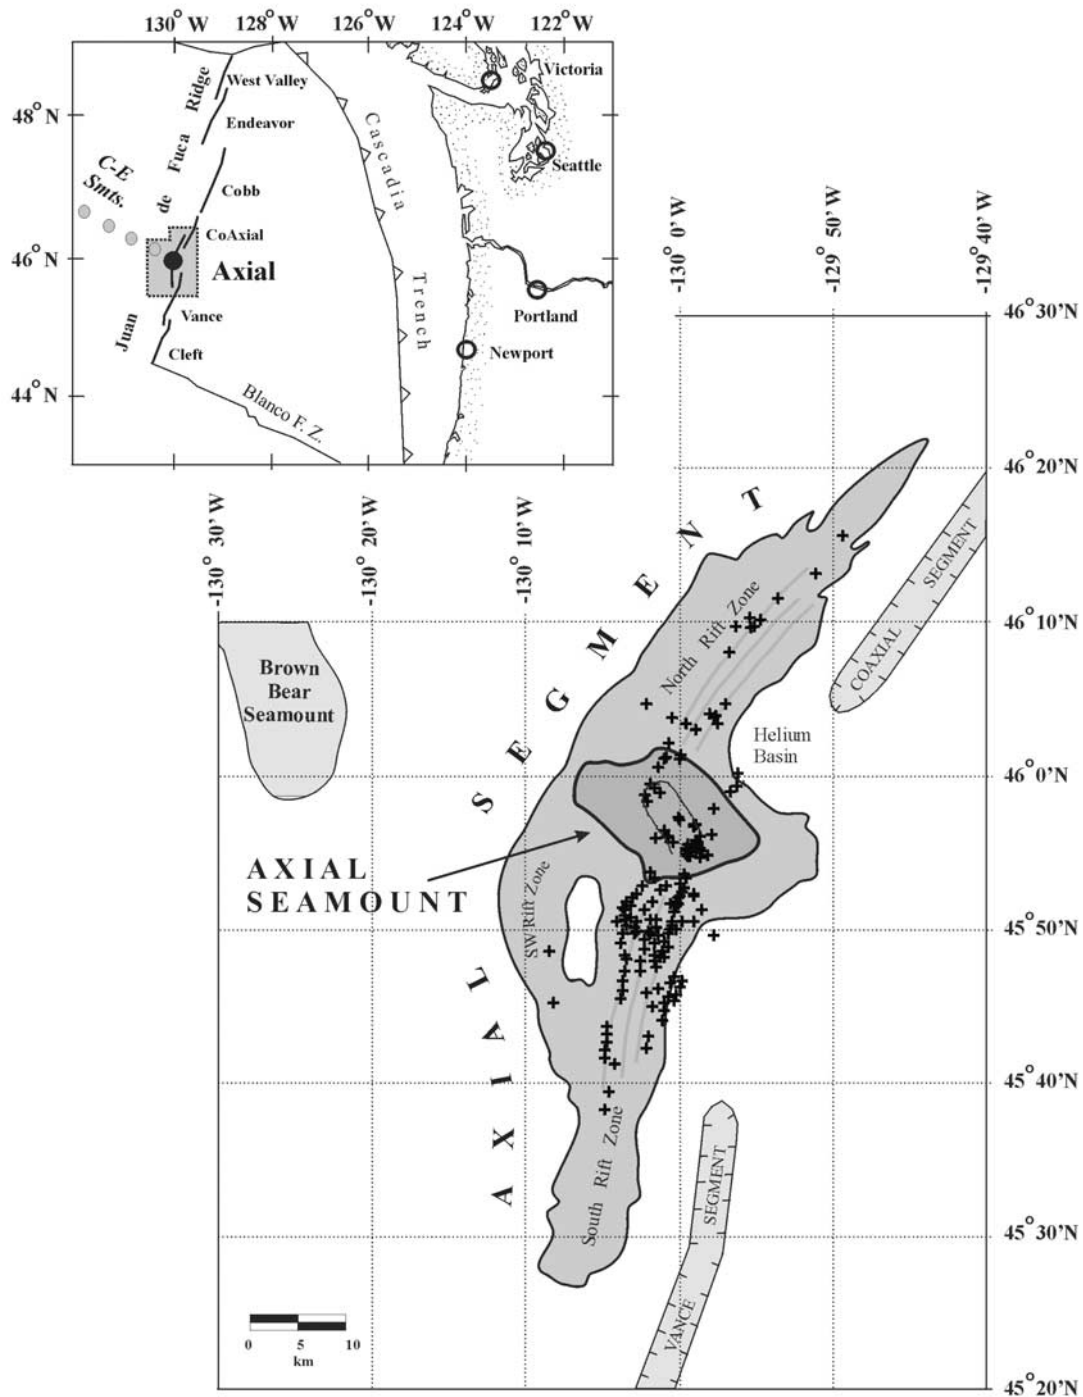 130° W 128° W 126° W 124° W 122° W
48° N
46° N
44° N
West Valley
Endeavor
Cobb
CoAxial
Axial
Vance
Cleft
Juan de Fuca Ridge
C-E
Smts.
Cascadia
Trench
Blanco F. Z.
Victoria
Seattle
Portland
Newport
-130° 0' W
-129° 50' W
-129° 40' W
46° 30'N
46° 20'N
46° 10'N
46° 0'N
45° 50'N
45° 40'N
45° 30'N
45° 20'N
-130° 30' W
-130° 20' W
-130° 10' W
Brown
Bear
Seamount
AXIAL SEGMENT
North Rift Zone
COAXIAL SEGMENT
Helium
Basin
AXIAL
SEAMOUNT
SW Rift Zone
South Rift Zone
VANCE SEGMENT
0 5 10
km